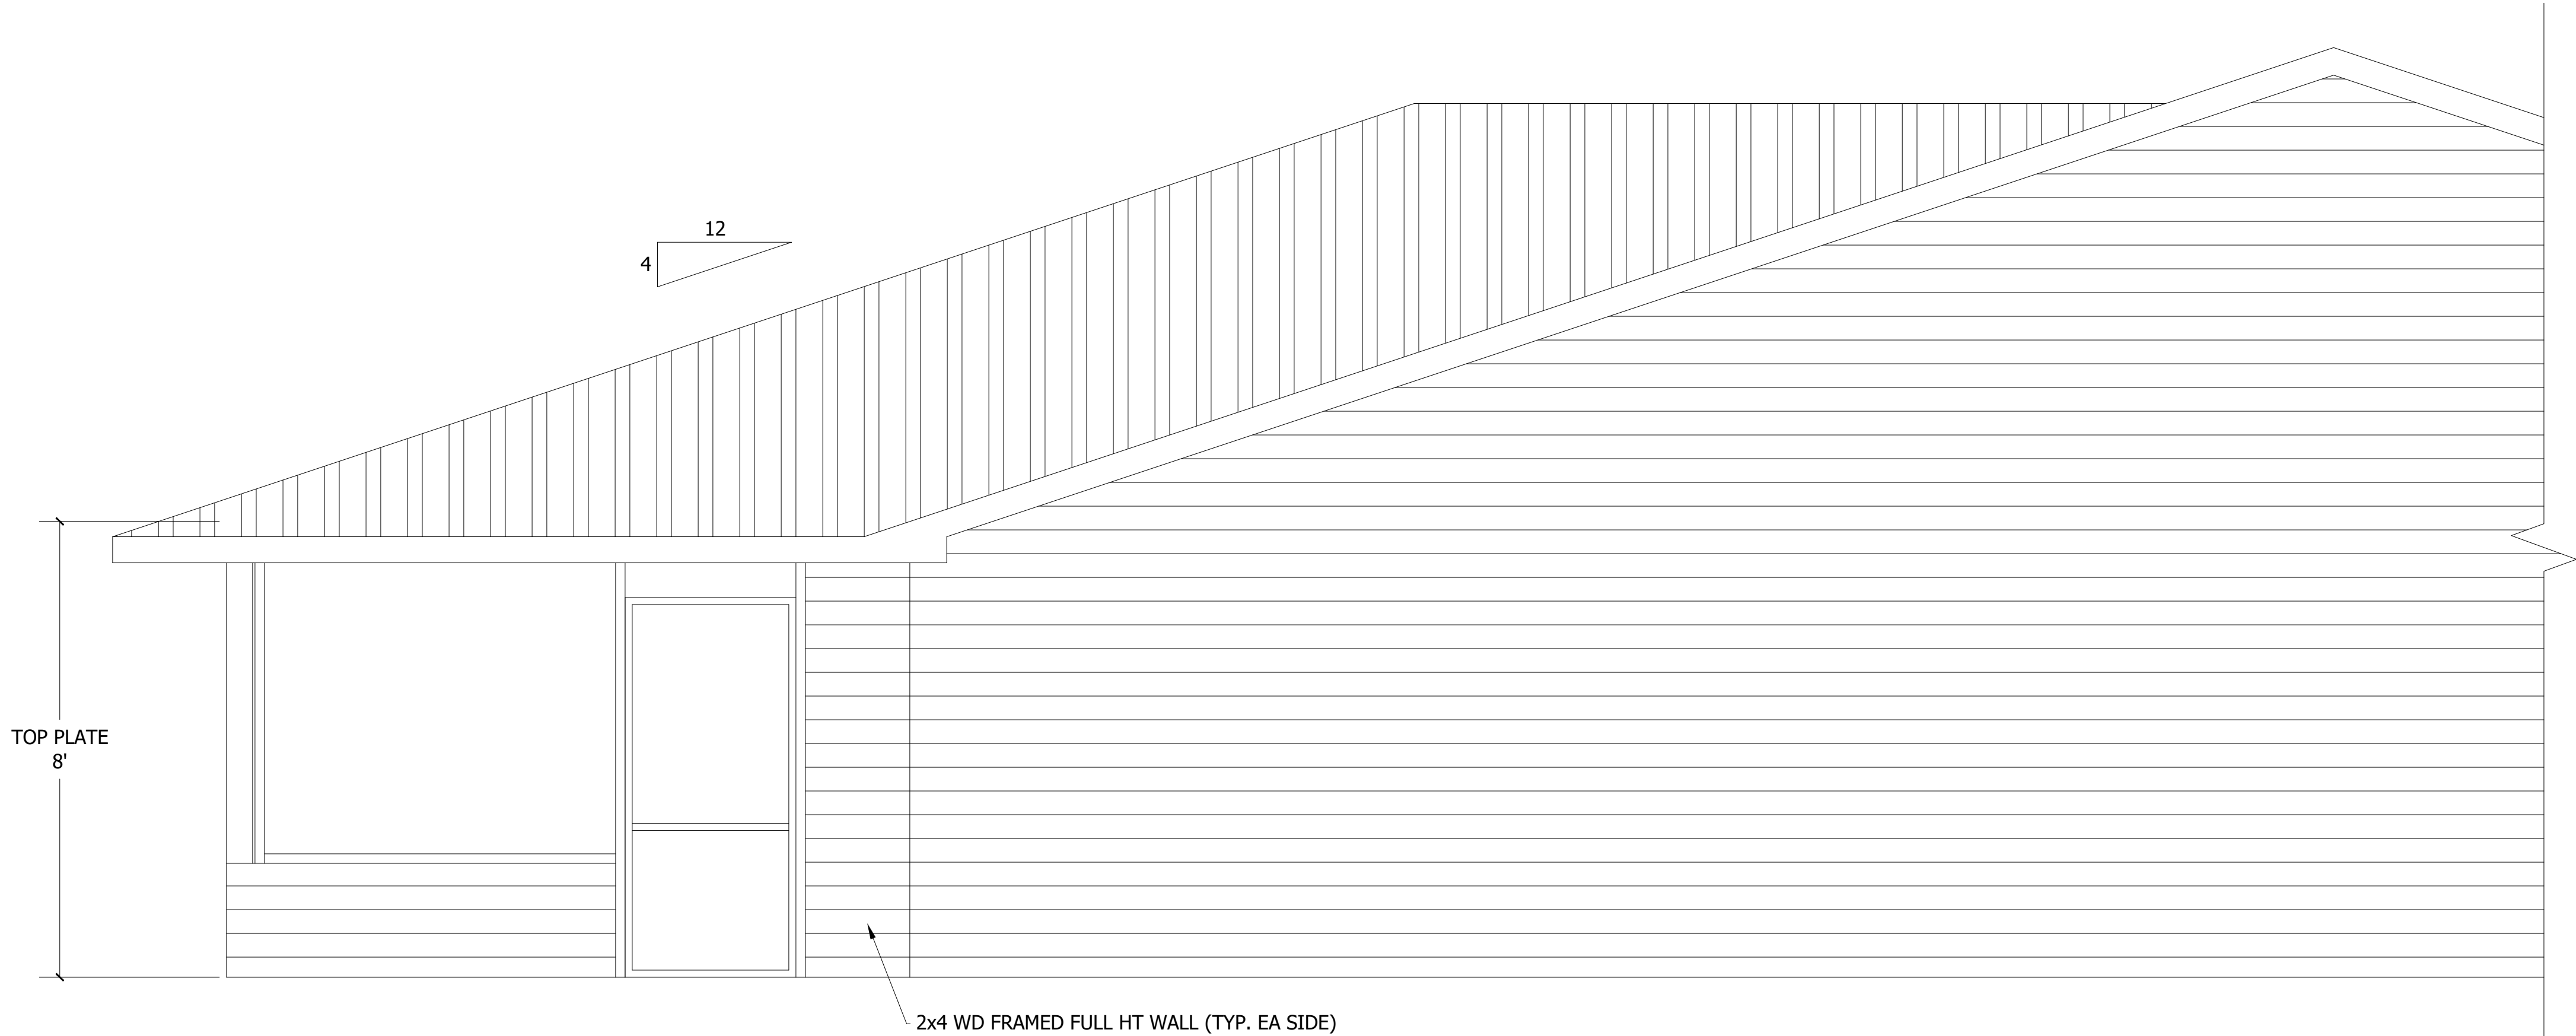 12
4
TOP PLATE
8'
2x4 WD FRAMED FULL HT WALL (TYP. EA SIDE)